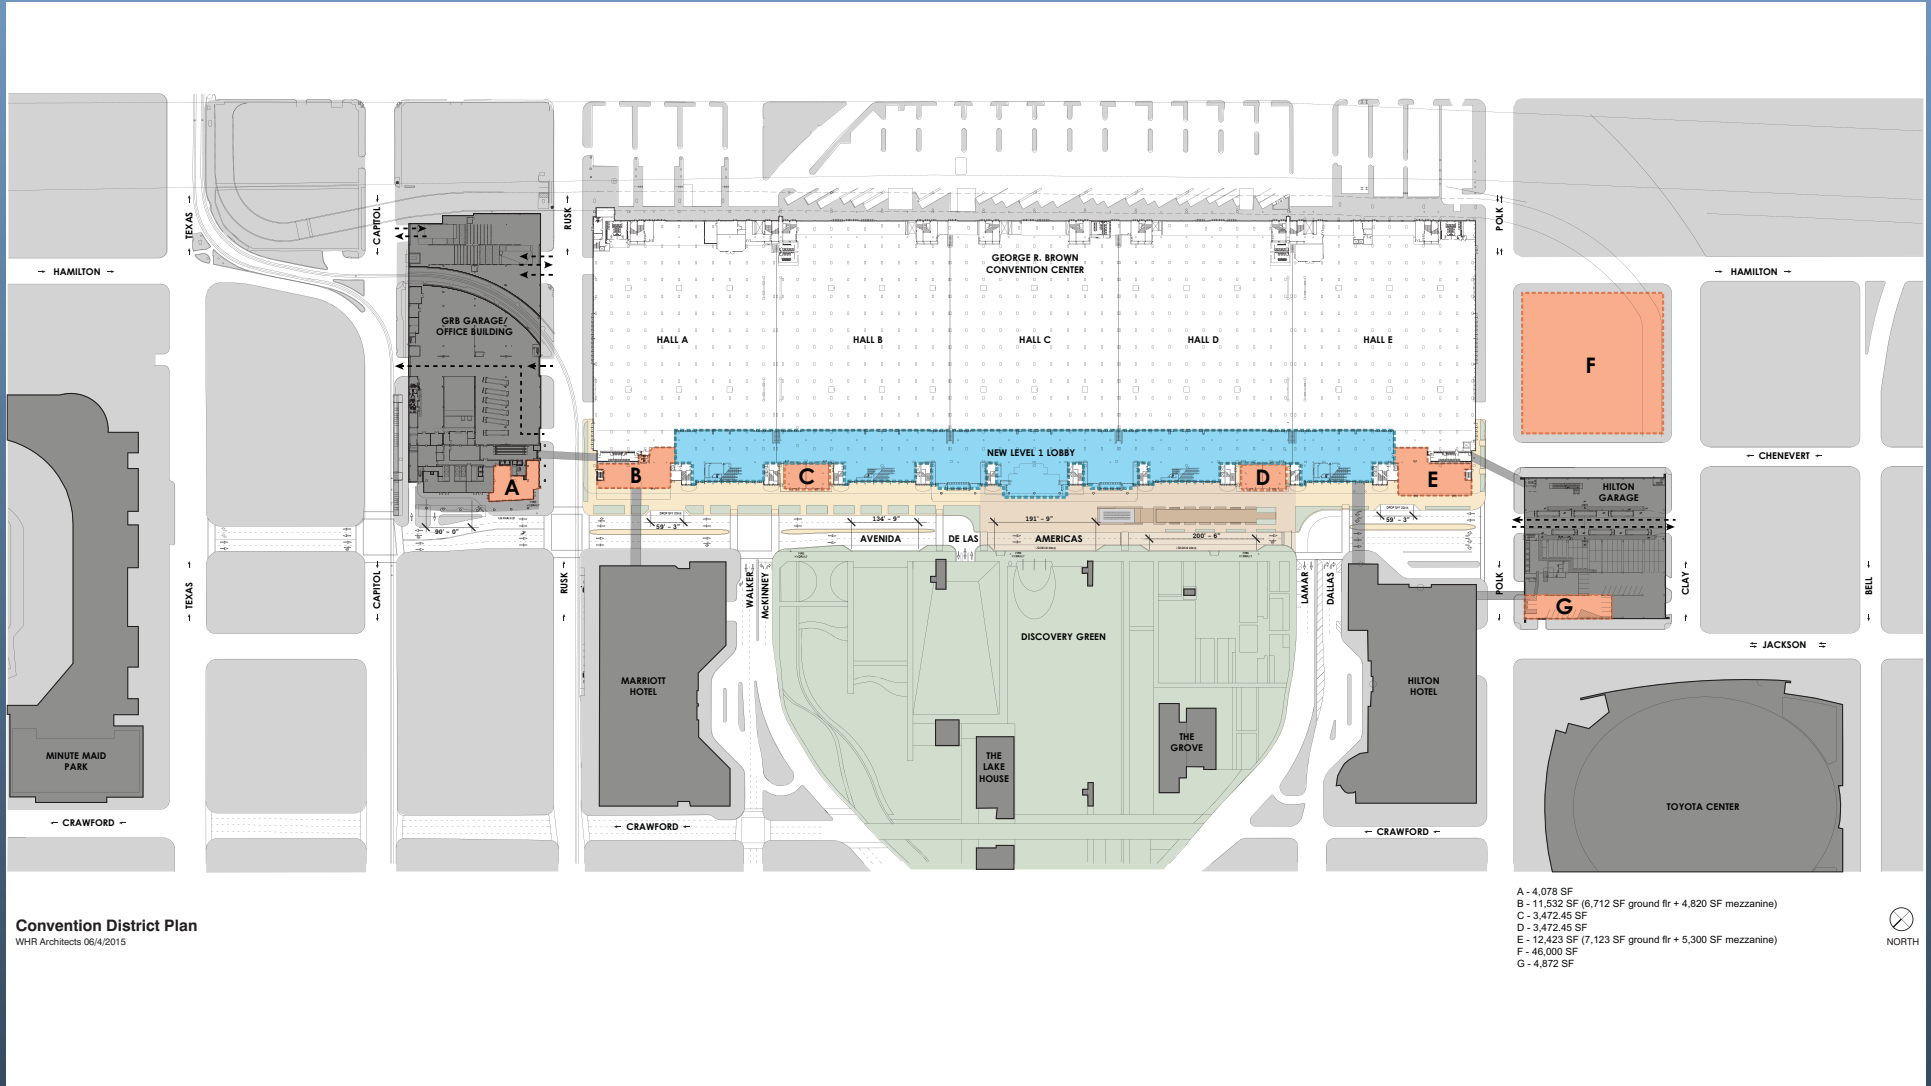 TEXAS
CAPITOL
RUSK
POLK
HAMILTON
HAMILTON
GEORGE R. BROWN
CONVENTION CENTER
GRB GARAGE/
OFFICE BUILDING
HALL A
HALL B
HALL C
HALL D
HALL E
F
NEW LEVEL 1 LOBBY
CHENEVERT
A
B
C
D
E
HILTON
GARAGE
90' - 0"
59' - 3"
134' - 9"
191' - 9"
200' - 6"
59' - 3"
AVENIDA
DE LAS
AMERICAS
TEXAS
CAPITOL
RUSK
WALKER
McKINNEY
LAMAR
DALLAS
POLK
CLAY
BELL
G
DISCOVERY GREEN
JACKSON
MARRIOTT
HOTEL
HILTON
HOTEL
THE
GROVE
THE
LAKE
HOUSE
MINUTE MAID
PARK
TOYOTA CENTER
CRAWFORD
CRAWFORD
CRAWFORD
A - 4,078 SF
B - 11,532 SF (6,712 SF ground flr + 4,820 SF mezzanine)
C - 3,472.45 SF
D - 3,472.45 SF
E - 12,423 SF (7,123 SF ground flr + 5,300 SF mezzanine)
F - 46,000 SF
G - 4,872 SF
Convention District Plan
WHR Architects 06/4/2015
NORTH